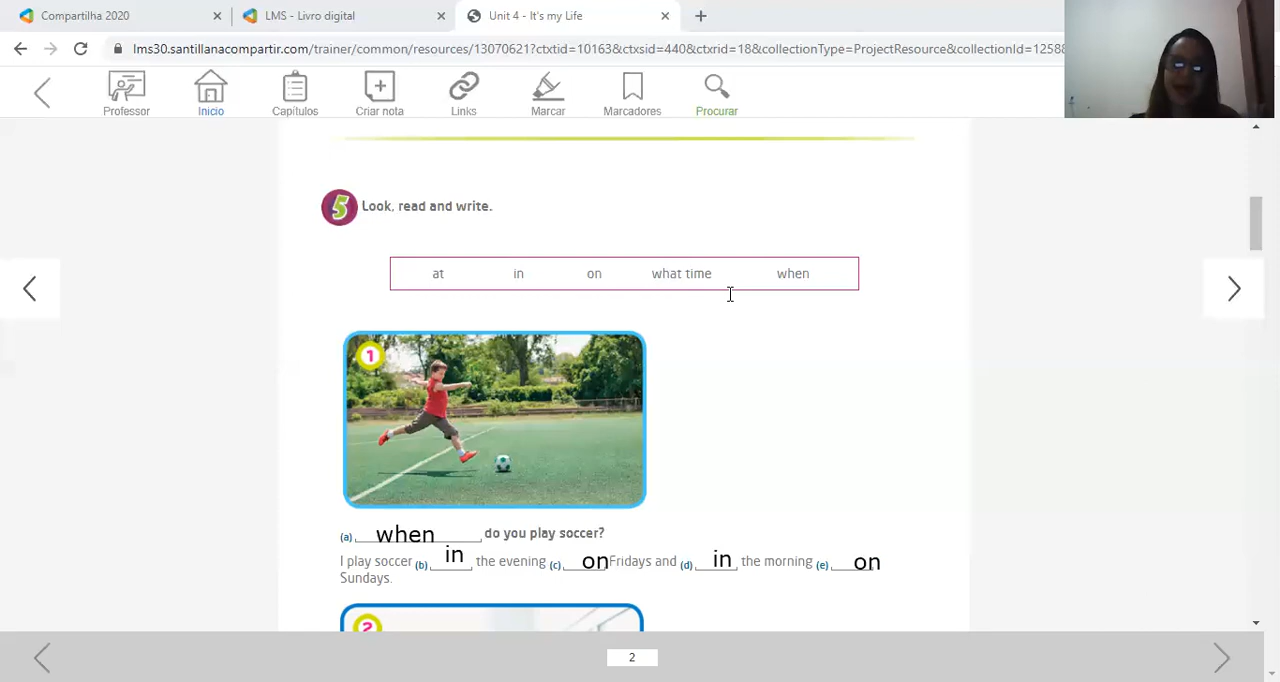 Compartilha 2020
LMS - Livro digital
Unit 4 - It's my Life
lms30.santillanacompartir.com/trainer/common/resources/13070621?ctxtid=10163&ctxsid=440&ctxrid=18&collectionType=ProjectResource&collectionId=12588
Professor
Inicio
Capítulos
Criar nota
Links
Marcar
Marcadores
Procurar
5 Look, read and write.
at in on what time when
1
(a) when do you play soccer?
I play soccer (b) in the evening (c) on Fridays and (d) in the morning (e) on
Sundays.
2
2